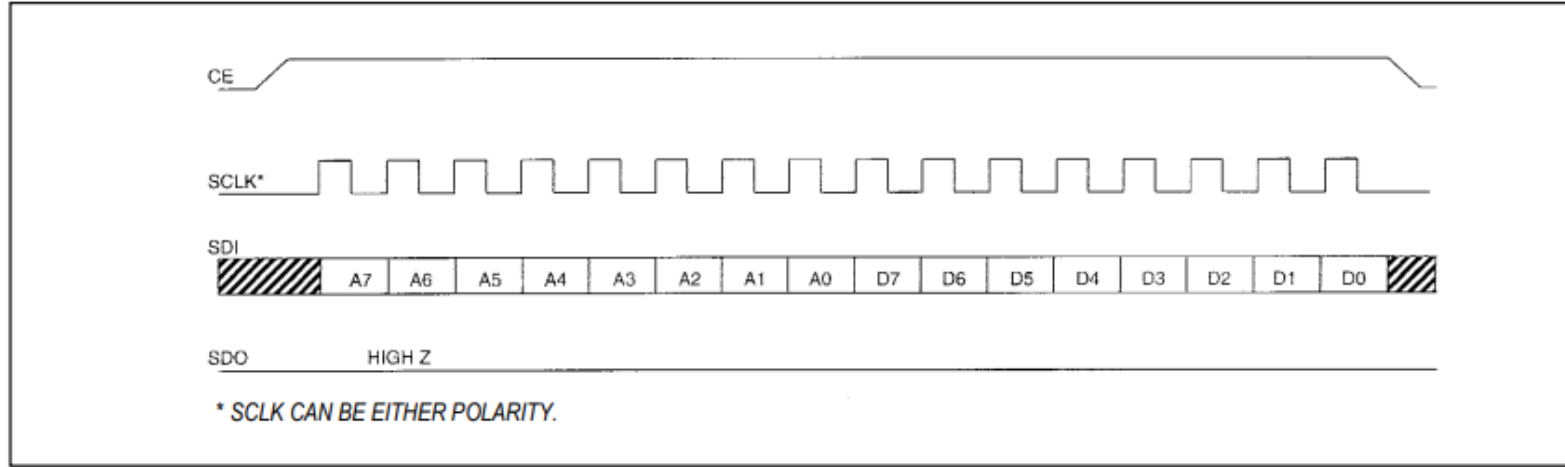 CE
SCLK*
SDI
A7 A6 A5 A4 A3 A2 A1 A0 D7 D6 D5 D4 D3 D2 D1 D0
SDO HIGH Z
* SCLK CAN BE EITHER POLARITY.